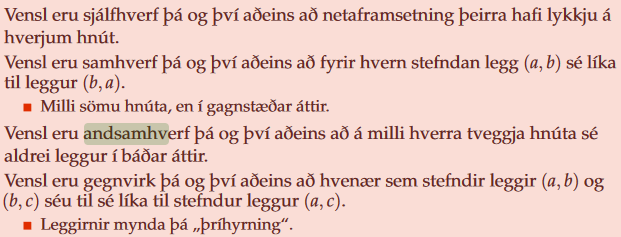 Vensl eru sjálfhverf þá og því aðeins að netaframsetning þeirra hafi lykkju á
hverjum hnút.
Vensl eru samhverf þá og því aðeins að fyrir hvern stefndan legg (a, b) sé líka
til leggur (b, a).
■ Milli sömu hnúta, en í gagnstæðar áttir.
Vensl eru andsamhverf þá og því aðeins að á milli hverra tveggja hnúta sé
aldrei leggur í báðar áttir.
Vensl eru gegnvirk þá og því aðeins að hvenær sem stefndir leggir (a, b) og
(b, c) séu til sé líka til stefndur leggur (a, c).
■ Leggirnir mynda þá „þríhyrning“.